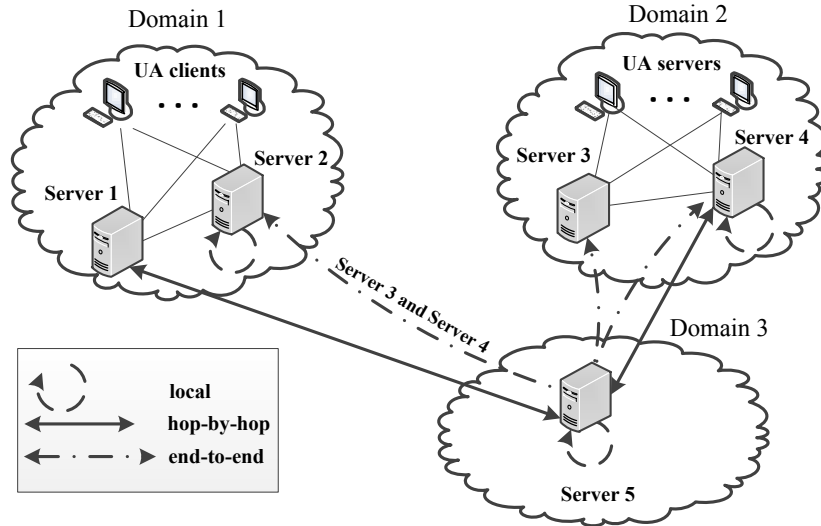 Domain 1
Domain 2
UA clients
UA servers
Server 2
Server 1
Server 3
Server 4
Server 3 and Server 4
Domain 3
local
hop-by-hop
end-to-end
Server 5